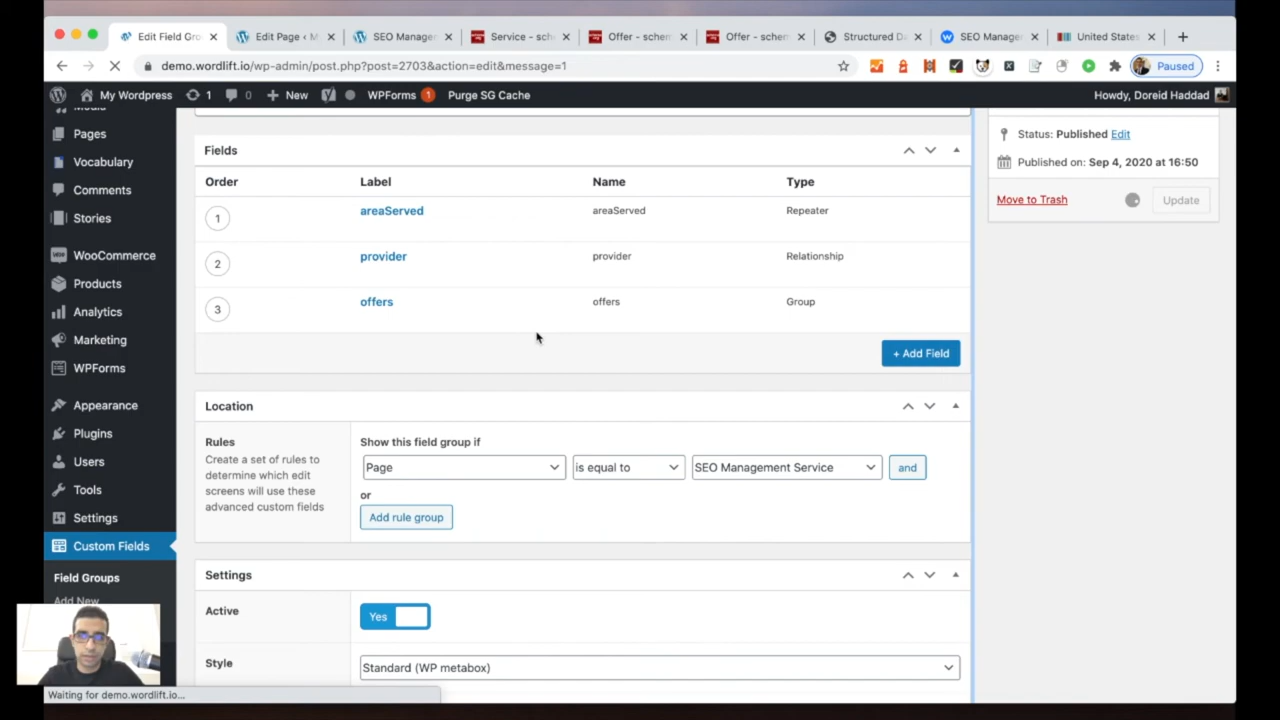 Edit Field Gro
Edit Page ‹ M
SEO Manage
Service - sch
Offer - schem
Offer - schem
Structured Da
SEO Manage
United States
demo.wordlift.io/wp-admin/post.php?post=2703&action=edit&message=1
Paused
My Wordpress
1
0
New
WPForms 1
Purge SG Cache
Howdy, Doreid Haddad
Media
Pages
Vocabulary
Comments
Stories
WooCommerce
Products
Analytics
Marketing
WPForms
Appearance
Plugins
Users
Tools
Settings
Custom Fields
Field Groups
Add New
Fields
Order Label Name Type
1 areaServed areaServed Repeater
2 provider provider Relationship
3 offers offers Group
+ Add Field
Location
Rules
Create a set of rules to
determine which edit
screens will use these
advanced custom fields
Show this field group if
Page is equal to SEO Management Service and
or
Add rule group
Settings
Active
Yes
Style
Standard (WP metabox)
Status: Published Edit
Published on: Sep 4, 2020 at 16:50
Move to Trash
Update
Waiting for demo.wordlift.io...